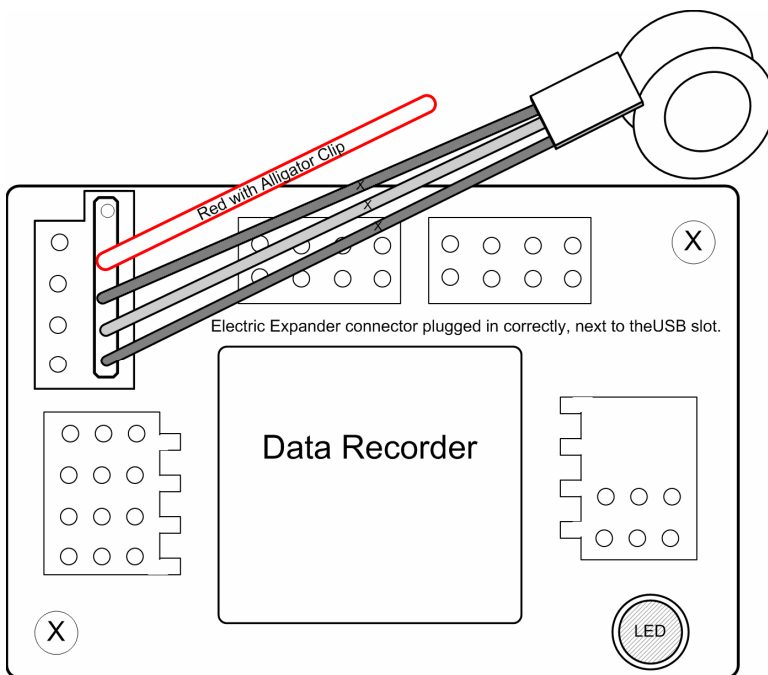 Red with Alligator Clip
x
x
x
X
Electric Expander connector plugged in correctly, next to theUSB slot.
Data Recorder
X
LED